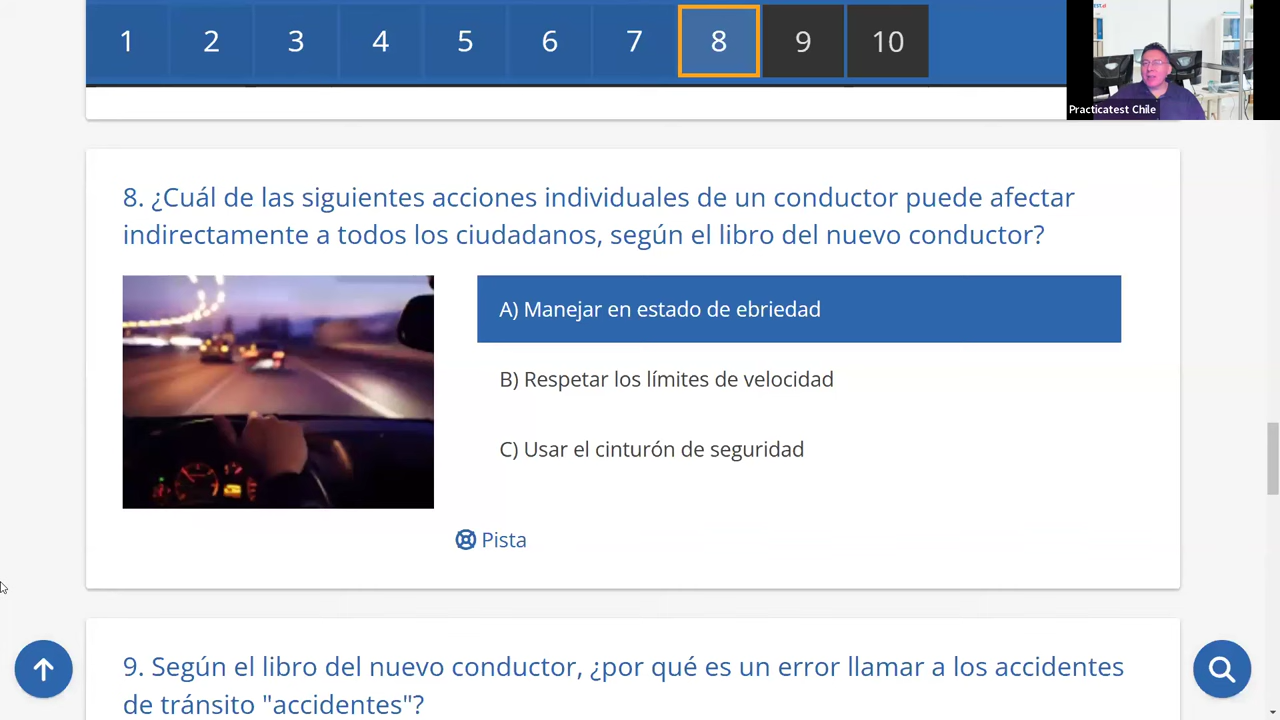 1 2 3 4 5 6 7 8 9 10
Practicatest Chile
8. ¿Cuál de las siguientes acciones individuales de un conductor puede afectar
indirectamente a todos los ciudadanos, según el libro del nuevo conductor?
A) Manejar en estado de ebriedad
B) Respetar los límites de velocidad
C) Usar el cinturón de seguridad
Pista
9. Según el libro del nuevo conductor, ¿por qué es un error llamar a los accidentes
de tránsito "accidentes"?